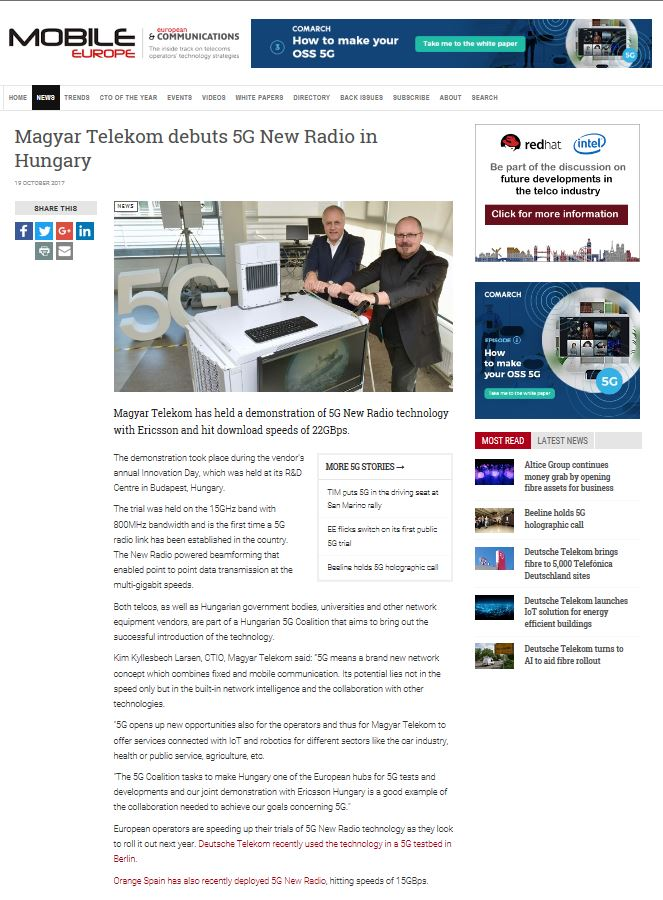 MOBILE
EUROPE
european
& COMMUNICATIONS
The inside track on telecoms
operators' technology strategies
COMARCH
3
How to make your
OSS 5G
Take me to the white paper
5G
HOME NEWS TRENDS CTO OF THE YEAR EVENTS VIDEOS WHITE PAPERS DIRECTORY BACK ISSUES SUBSCRIBE ABOUT SEARCH
Magyar Telekom debuts 5G New Radio in
Hungary
19 OCTOBER 2017
SHARE THIS
NEWS
5G
Magyar Telekom has held a demonstration of 5G New Radio technology
with Ericsson and hit download speeds of 22GBps.
The demonstration took place during the vendor's
annual Innovation Day, which was held at its R&D
Centre in Budapest, Hungary.
The trial was held on the 15GHz band with
800MHz bandwidth and is the first time a 5G
radio link has been established in the country.
The New Radio powered beamforming that
enabled point to point data transmission at the
multi-gigabit speeds.
MORE 5G STORIES →
TIM puts 5G in the driving seat at
San Marino rally
EE flicks switch on its first public
5G trial
Beeline holds 5G holographic call
Both telcos, as well as Hungarian government bodies, universities and other network
equipment vendors, are part of a Hungarian 5G Coalition that aims to bring out the
successful introduction of the technology.
Kim Kyllesbech Larsen, CTIO, Magyar Telekom said: "5G means a brand new network
concept which combines fixed and mobile communication. Its potential lies not in the
speed only but in the built-in network intelligence and the collaboration with other
technologies.
"5G opens up new opportunities also for the operators and thus for Magyar Telekom to
offer services connected with IoT and robotics for different sectors like the car industry,
health or public service, agriculture, etc.
"The 5G Coalition tasks to make Hungary one of the European hubs for 5G tests and
developments and our joint demonstration with Ericsson Hungary is a good example of
the collaboration needed to achieve our goals concerning 5G."
European operators are speeding up their trials of 5G New Radio technology as they look
to roll it out next year. Deutsche Telekom recently used the technology in a 5G testbed in
Berlin.
Orange Spain has also recently deployed 5G New Radio, hitting speeds of 15GBps.
redhat intel
Be part of the discussion on
future developments in
the telco industry
Click for more information
COMARCH
EPISODE 1
How
to make
your OSS 5G
5G
Take me to the white paper
MOST READ LATEST NEWS
Altice Group continues
money grab by opening
fibre assets for business
Beeline holds 5G
holographic call
Deutsche Telekom brings
fibre to 5,000 Telefónica
Deutschland sites
Deutsche Telekom launches
IoT solution for energy
efficient buildings
Deutsche Telekom turns to
AI to aid fibre rollout